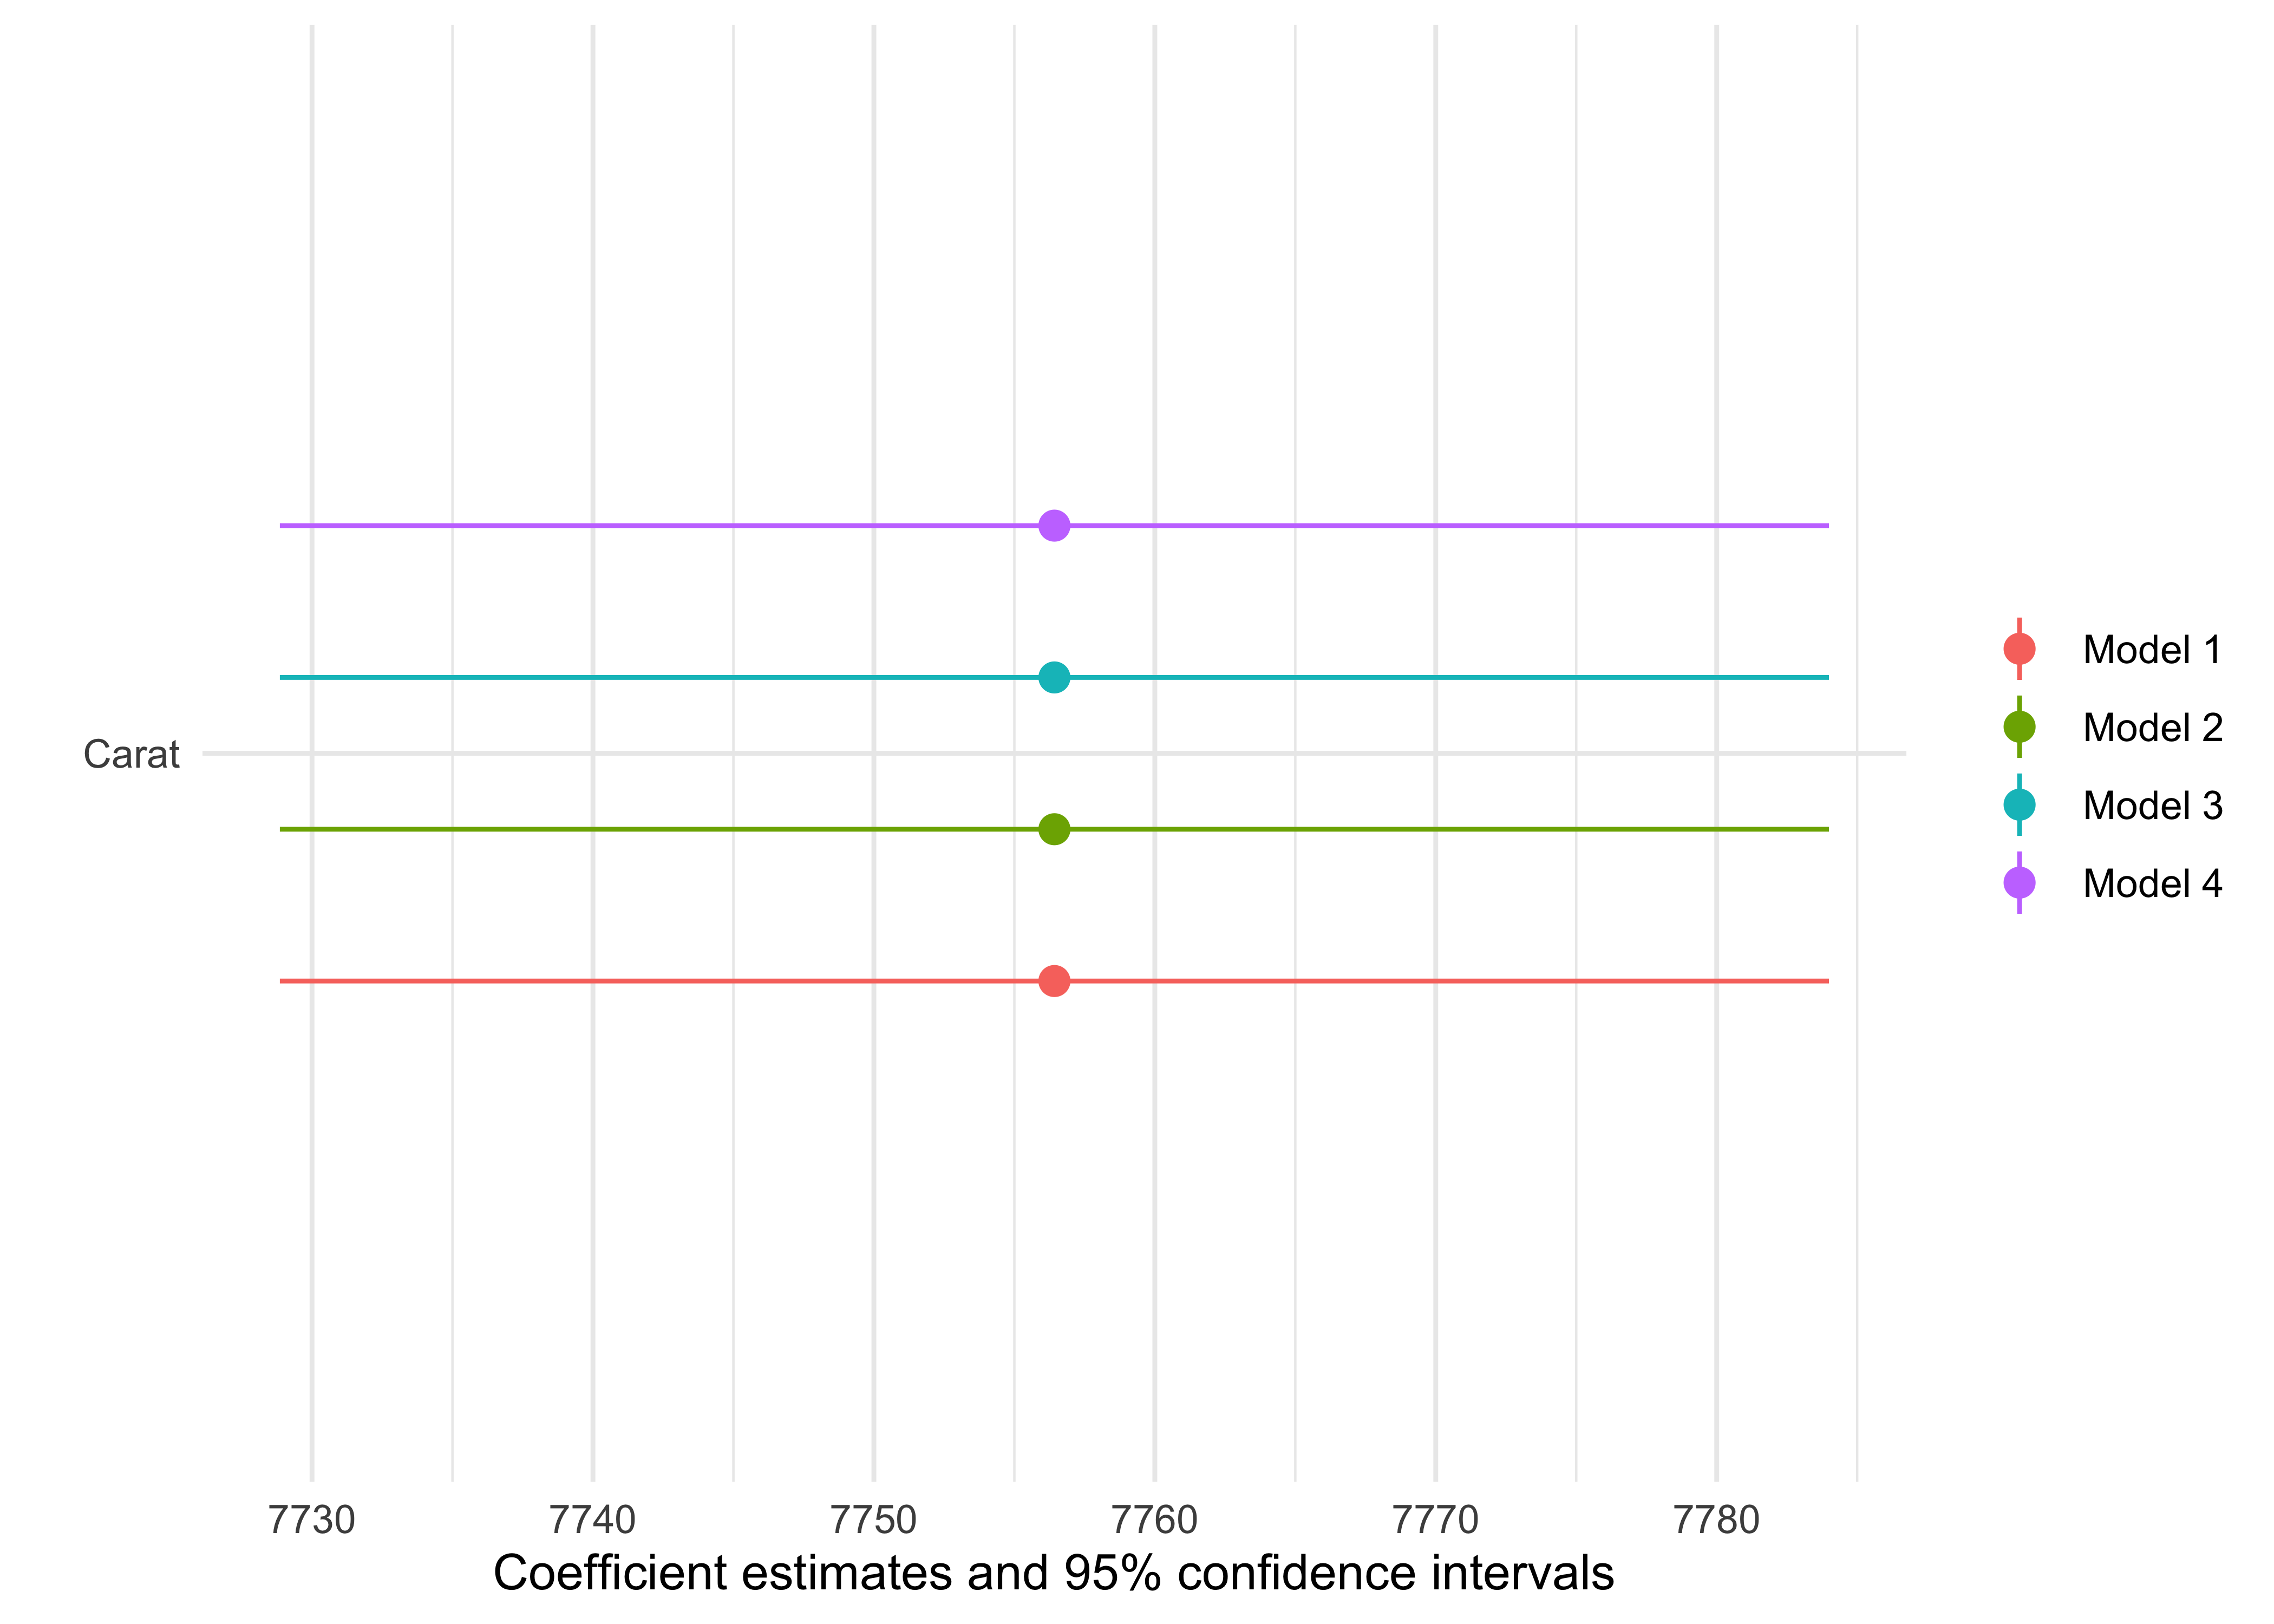 Carat
Model 1
Model 2
Model 3
Model 4
7730 7740 7750 7760 7770 7780
Coefficient estimates and 95% confidence intervals